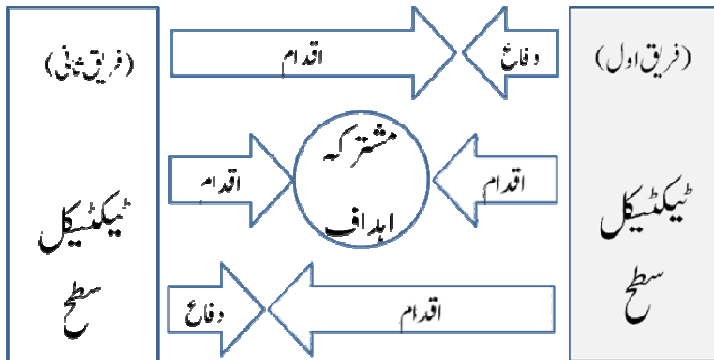 (فریق اول)
دفاع
اقدام
(فریق ثانی)
ٹیکٹیکل
سطح
اقدام
مشترکہ
اہداف
اقدام
ٹیکٹیکل
سطح
اقدام
دفاع